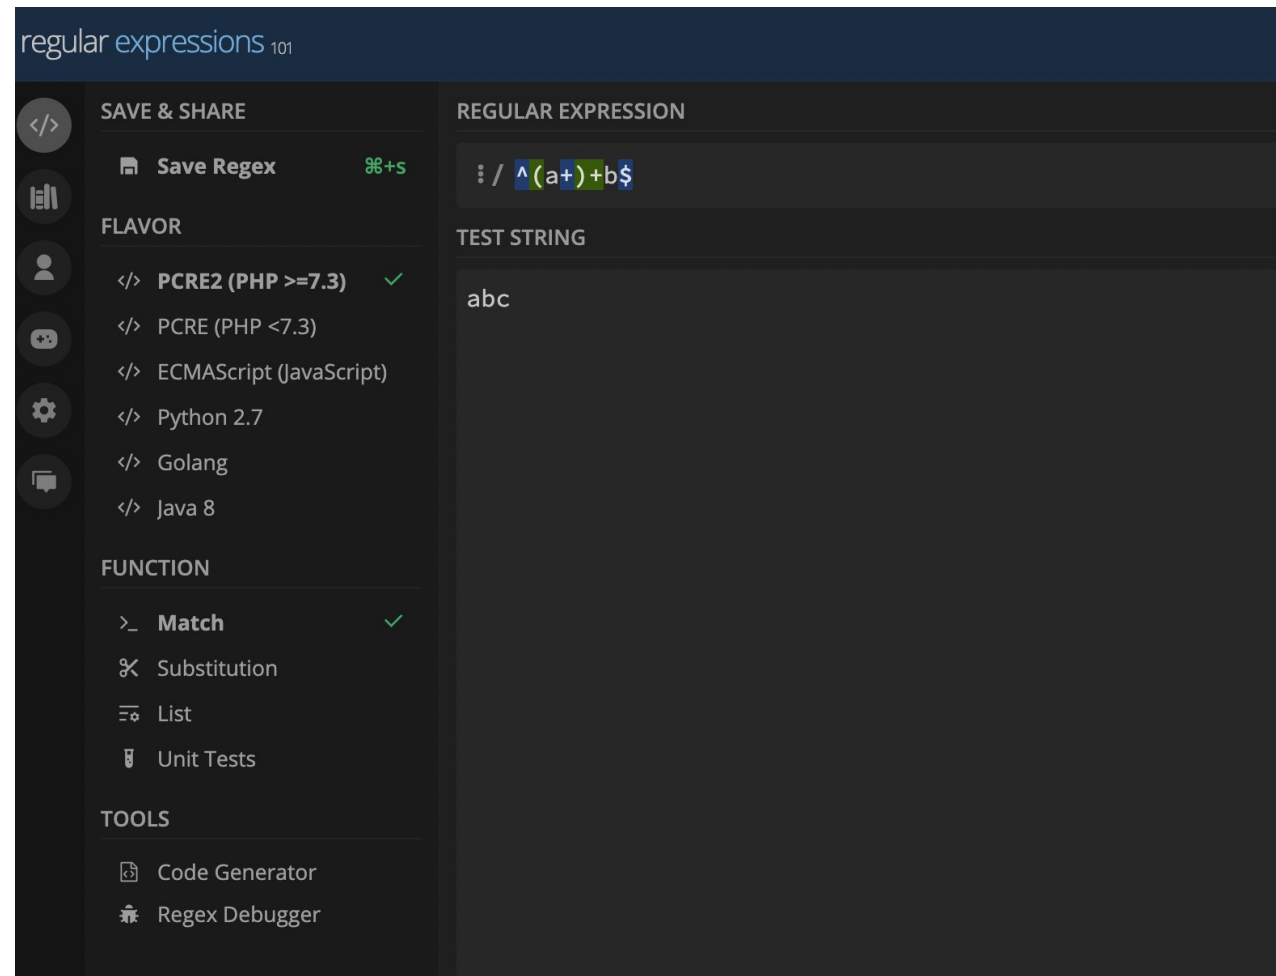 regular expressions 101
SAVE & SHARE
Save Regex ⌘+s
FLAVOR
</> PCRE2 (PHP >=7.3)
</> PCRE (PHP <7.3)
</> ECMAScript (JavaScript)
</> Python 2.7
</> Golang
</> Java 8
FUNCTION
>_ Match
Substitution
List
Unit Tests
TOOLS
Code Generator
Regex Debugger
REGULAR EXPRESSION
/ ^(a+)+b$
TEST STRING
abc